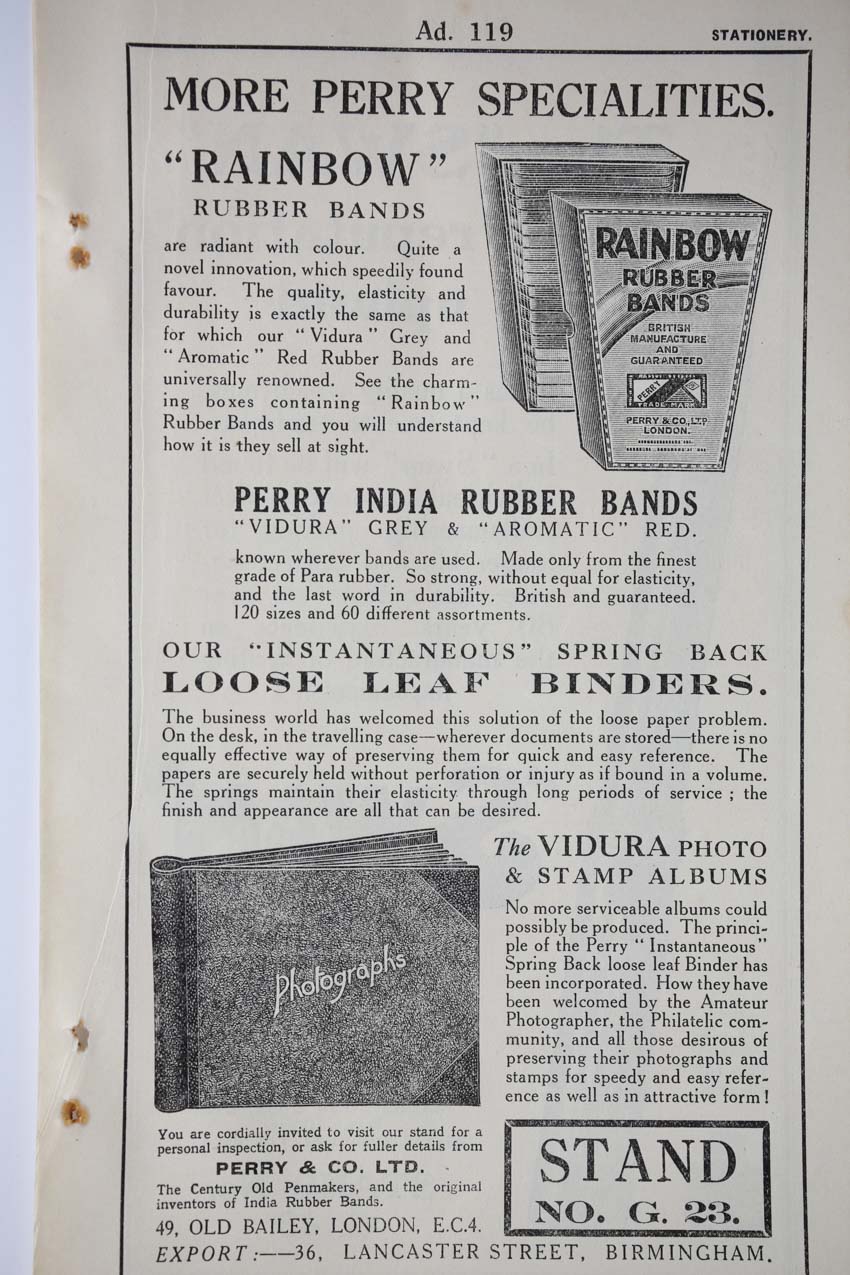 Ad. 119
STATIONERY.
MORE PERRY SPECIALITIES.
"RAINBOW"
RUBBER BANDS
are radiant with colour. Quite a
novel innovation, which speedily found
favour. The quality, elasticity and
durability is exactly the same as that
for which our "Vidura" Grey and
"Aromatic" Red Rubber Bands are
universally renowned. See the charm-
ing boxes containing "Rainbow"
Rubber Bands and you will understand
how it is they sell at sight.
RAINBOW
RUBBER
BANDS
BRITISH
MANUFACTURE
AND
GUARANTEED
PERRY
TRADE MARK
PERRY & CO., LTD
LONDON.
PERRY INDIA RUBBER BANDS
"VIDURA" GREY & "AROMATIC" RED.
known wherever bands are used. Made only from the finest
grade of Para rubber. So strong, without equal for elasticity,
and the last word in durability. British and guaranteed.
120 sizes and 60 different assortments.
OUR "INSTANTANEOUS" SPRING BACK
LOOSE LEAF BINDERS.
The business world has welcomed this solution of the loose paper problem.
On the desk, in the travelling case—wherever documents are stored—there is no
equally effective way of preserving them for quick and easy reference. The
papers are securely held without perforation or injury as if bound in a volume.
The springs maintain their elasticity through long periods of service ; the
finish and appearance are all that can be desired.
Photographs
The VIDURA PHOTO
& STAMP ALBUMS
No more serviceable albums could
possibly be produced. The princi-
ple of the Perry "Instantaneous"
Spring Back loose leaf Binder has
been incorporated. How they have
been welcomed by the Amateur
Photographer, the Philatelic com-
munity, and all those desirous of
preserving their photographs and
stamps for speedy and easy refer-
ence as well as in attractive form !
You are cordially invited to visit our stand for a
personal inspection, or ask for fuller details from
PERRY & CO. LTD.
The Century Old Penmakers, and the original
inventors of India Rubber Bands.
49, OLD BAILEY, LONDON, E.C.4.
STAND
NO. G. 23.
EXPORT :—36, LANCASTER STREET, BIRMINGHAM.